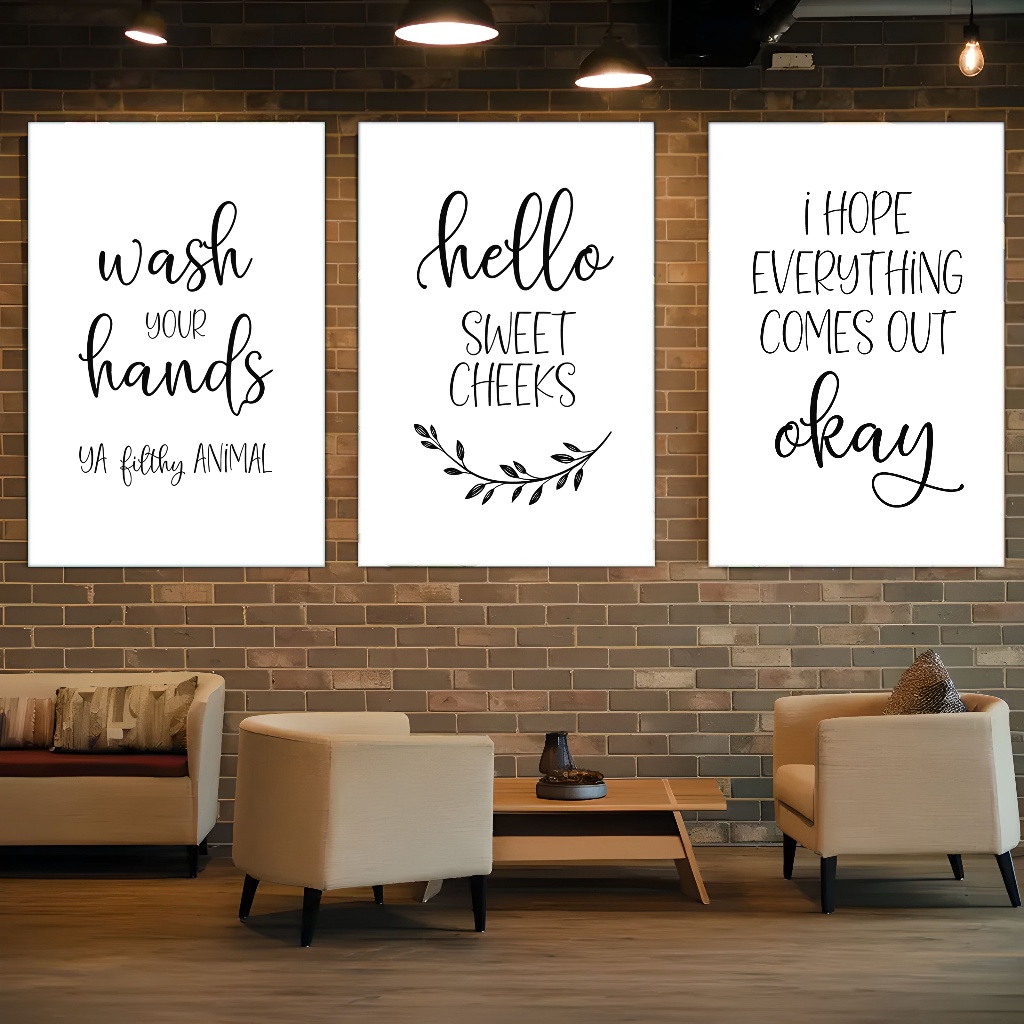 wash
YOUR
hands
YA filthy ANiMAL
hello
SWEET
CHEEKS
i HOPE
EVERYTHiNG
COMES OUT
okay